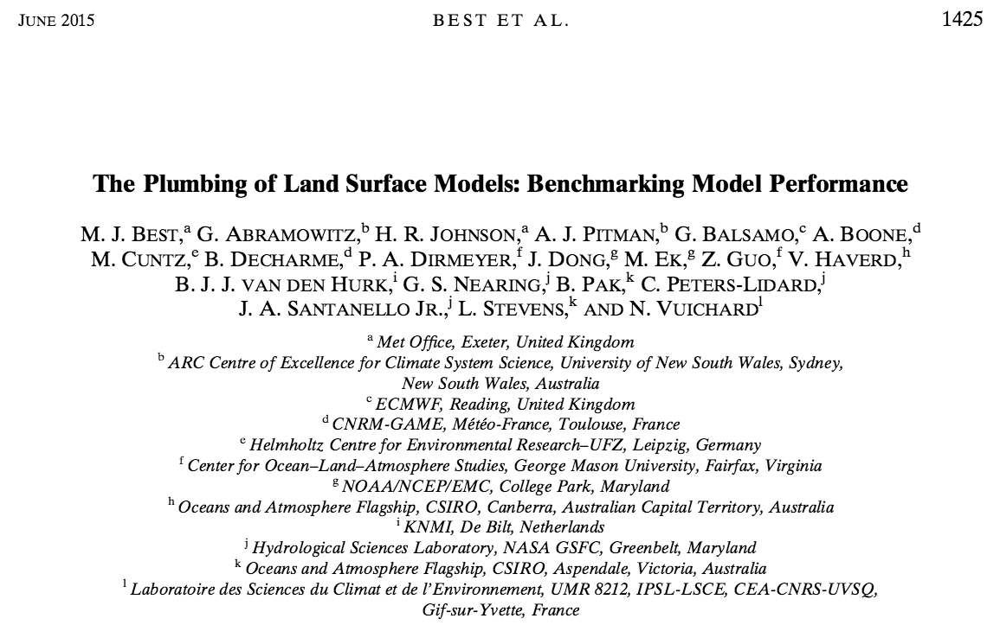 JUNE 2015 BEST ET AL. 1425
The Plumbing of Land Surface Models: Benchmarking Model Performance
M. J. BEST,a G. ABRAMOWITZ,b H. R. JOHNSON,a A. J. PITMAN,b G. BALSAMO,c A. BOONE,d
M. CUNTZ,e B. DECHARME,d P. A. DIRMEYER,f J. DONG,g M. EK,g Z. GUO,f V. HAVERD,h
B. J. J. VAN DEN HURK,i G. S. NEARING,j B. PAK,k C. PETERS-LIDARD,j
J. A. SANTANELLO JR.,j L. STEVENS,k AND N. VUICHARDl
a Met Office, Exeter, United Kingdom
b ARC Centre of Excellence for Climate System Science, University of New South Wales, Sydney,
New South Wales, Australia
c ECMWF, Reading, United Kingdom
d CNRM-GAME, Météo-France, Toulouse, France
e Helmholtz Centre for Environmental Research–UFZ, Leipzig, Germany
f Center for Ocean–Land–Atmosphere Studies, George Mason University, Fairfax, Virginia
g NOAA/NCEP/EMC, College Park, Maryland
h Oceans and Atmosphere Flagship, CSIRO, Canberra, Australian Capital Territory, Australia
i KNMI, De Bilt, Netherlands
j Hydrological Sciences Laboratory, NASA GSFC, Greenbelt, Maryland
k Oceans and Atmosphere Flagship, CSIRO, Aspendale, Victoria, Australia
l Laboratoire des Sciences du Climat et de l'Environnement, UMR 8212, IPSL-LSCE, CEA-CNRS-UVSQ,
Gif-sur-Yvette, France